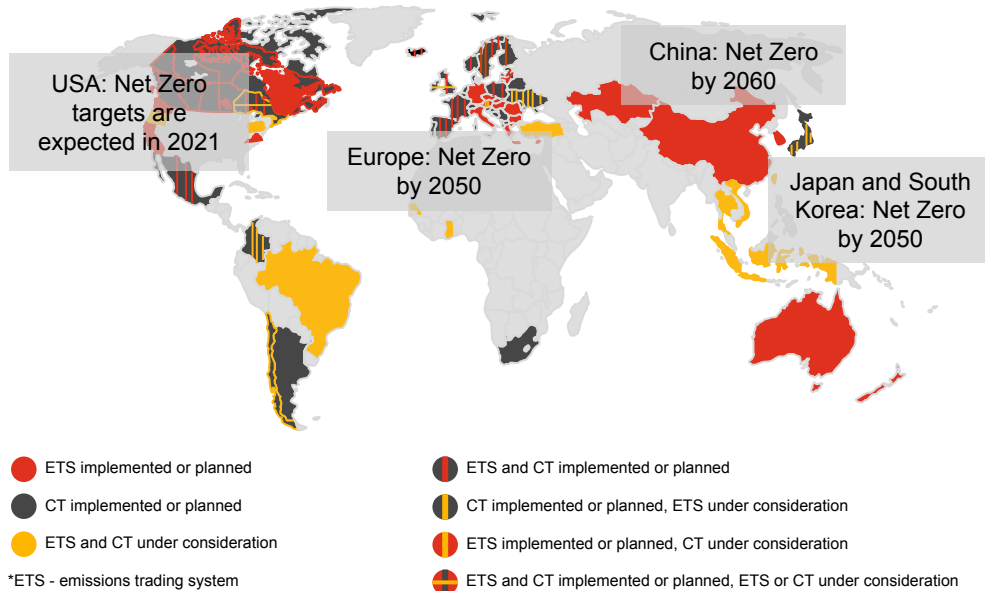 USA: Net Zero
targets are
expected in 2021
China: Net Zero
by 2060
Europe: Net Zero
by 2050
Japan and South
Korea: Net Zero
by 2050
ETS implemented or planned
CT implemented or planned
ETS and CT under consideration
*ETS - emissions trading system
ETS and CT implemented or planned
CT implemented or planned, ETS under consideration
ETS implemented or planned, CT under consideration
ETS and CT implemented or planned, ETS or CT under consideration